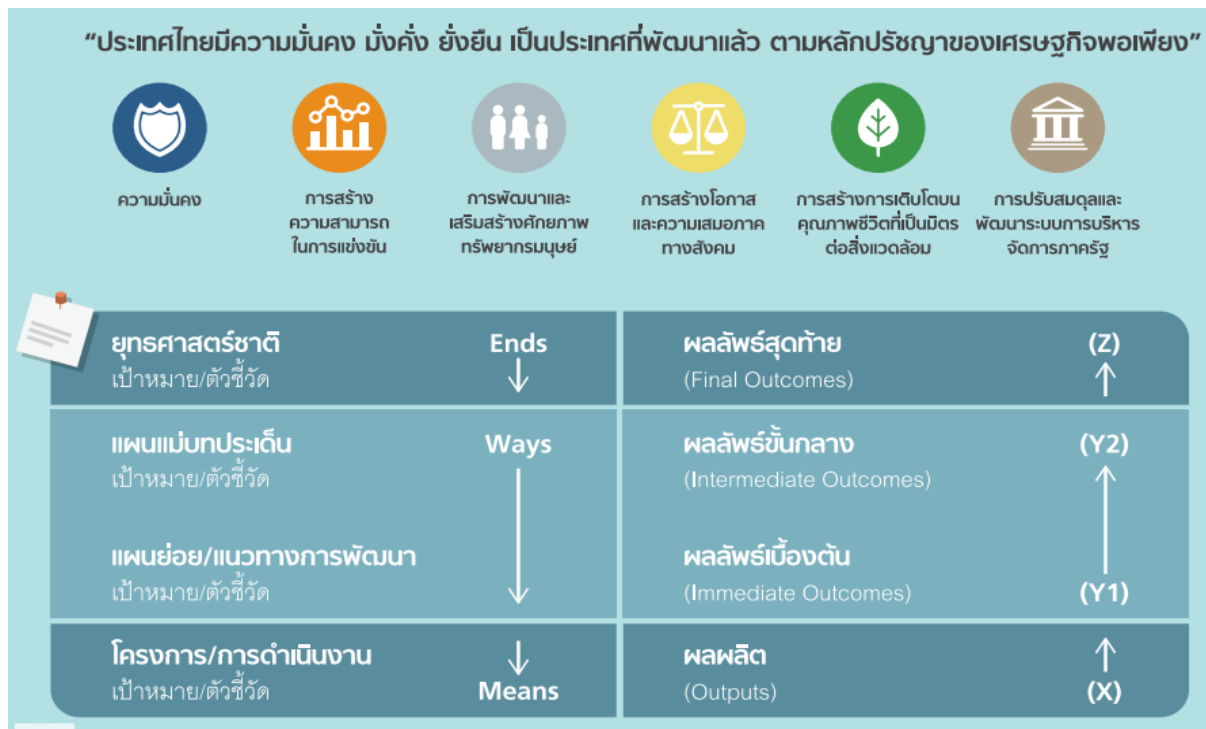 “ประเทศไทยมีความมั่นคง มั่งคั่ง ยั่งยืน เป็นประเทศที่พัฒนาแล้ว ตามหลักปรัชญาของเศรษฐกิจพอเพียง”
ความมั่นคง
การสร้าง
ความสามารถ
ในการแข่งขัน
การพัฒนาและ
เสริมสร้างศักยภาพ
ทรัพยากรมนุษย์
การสร้างโอกาส
และความเสมอภาค
ทางสังคม
การสร้างการเติบโตบน
คุณภาพชีวิตที่เป็นมิตร
ต่อสิ่งแวดล้อม
การปรับสมดุลและ
พัฒนาระบบการบริหาร
จัดการภาครัฐ
ยุทธศาสตร์ชาติ Ends
เป้าหมาย/ตัวชี้วัด
ผลลัพธ์สุดท้าย (Z)
(Final Outcomes)
แผนแม่บทประเด็น Ways
เป้าหมาย/ตัวชี้วัด
ผลลัพธ์ขั้นกลาง (Y2)
(Intermediate Outcomes)
แผนย่อย/แนวทางการพัฒนา
เป้าหมาย/ตัวชี้วัด
ผลลัพธ์เบื้องต้น
(Immediate Outcomes) (Y1)
โครงการ/การดำเนินงาน
เป้าหมาย/ตัวชี้วัด Means
ผลผลิต
(Outputs) (X)